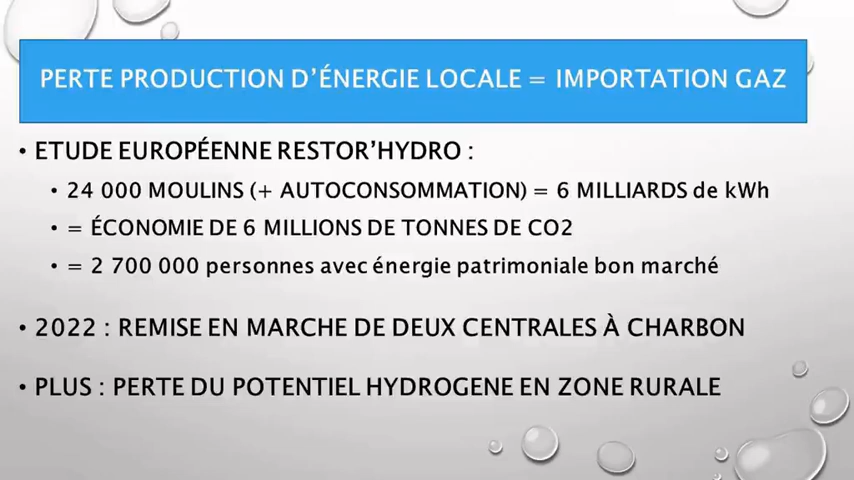 PERTE PRODUCTION D'ÉNERGIE LOCALE = IMPORTATION GAZ
• ETUDE EUROPÉENNE RESTOR'HYDRO :
• 24 000 MOULINS (+ AUTOCONSOMMATION) = 6 MILLIARDS de kWh
• = ÉCONOMIE DE 6 MILLIONS DE TONNES DE CO2
• = 2 700 000 personnes avec énergie patrimoniale bon marché
• 2022 : REMISE EN MARCHE DE DEUX CENTRALES À CHARBON
• PLUS : PERTE DU POTENTIEL HYDROGENE EN ZONE RURALE